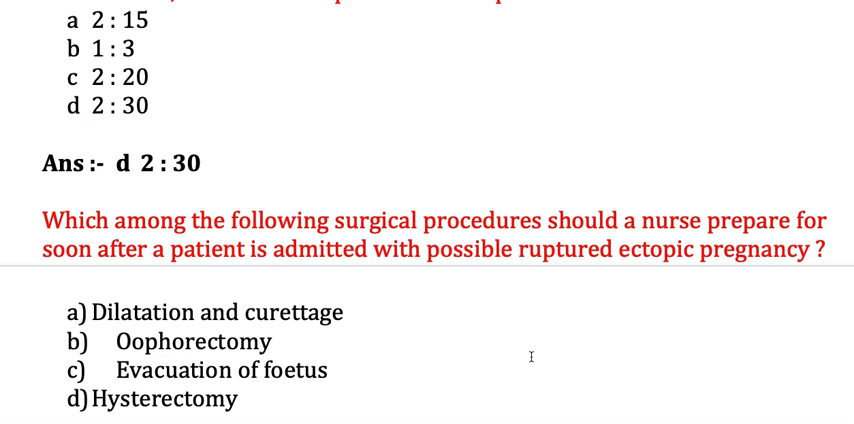 a 2 : 15
b 1 : 3
c 2 : 20
d 2 : 30
Ans :- d 2 : 30
Which among the following surgical procedures should a nurse prepare for
soon after a patient is admitted with possible ruptured ectopic pregnancy ?
a) Dilatation and curettage
b) Oophorectomy
c) Evacuation of foetus
d) Hysterectomy